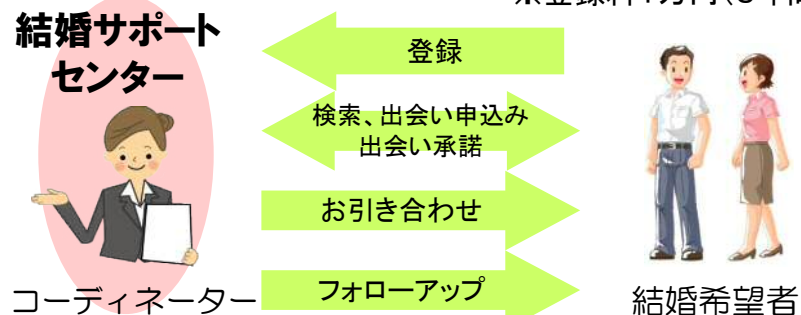 結婚サポート
センター
登録
検索、出会い申込み
出会い承諾
お引き合わせ
フォローアップ
コーディネーター
結婚希望者